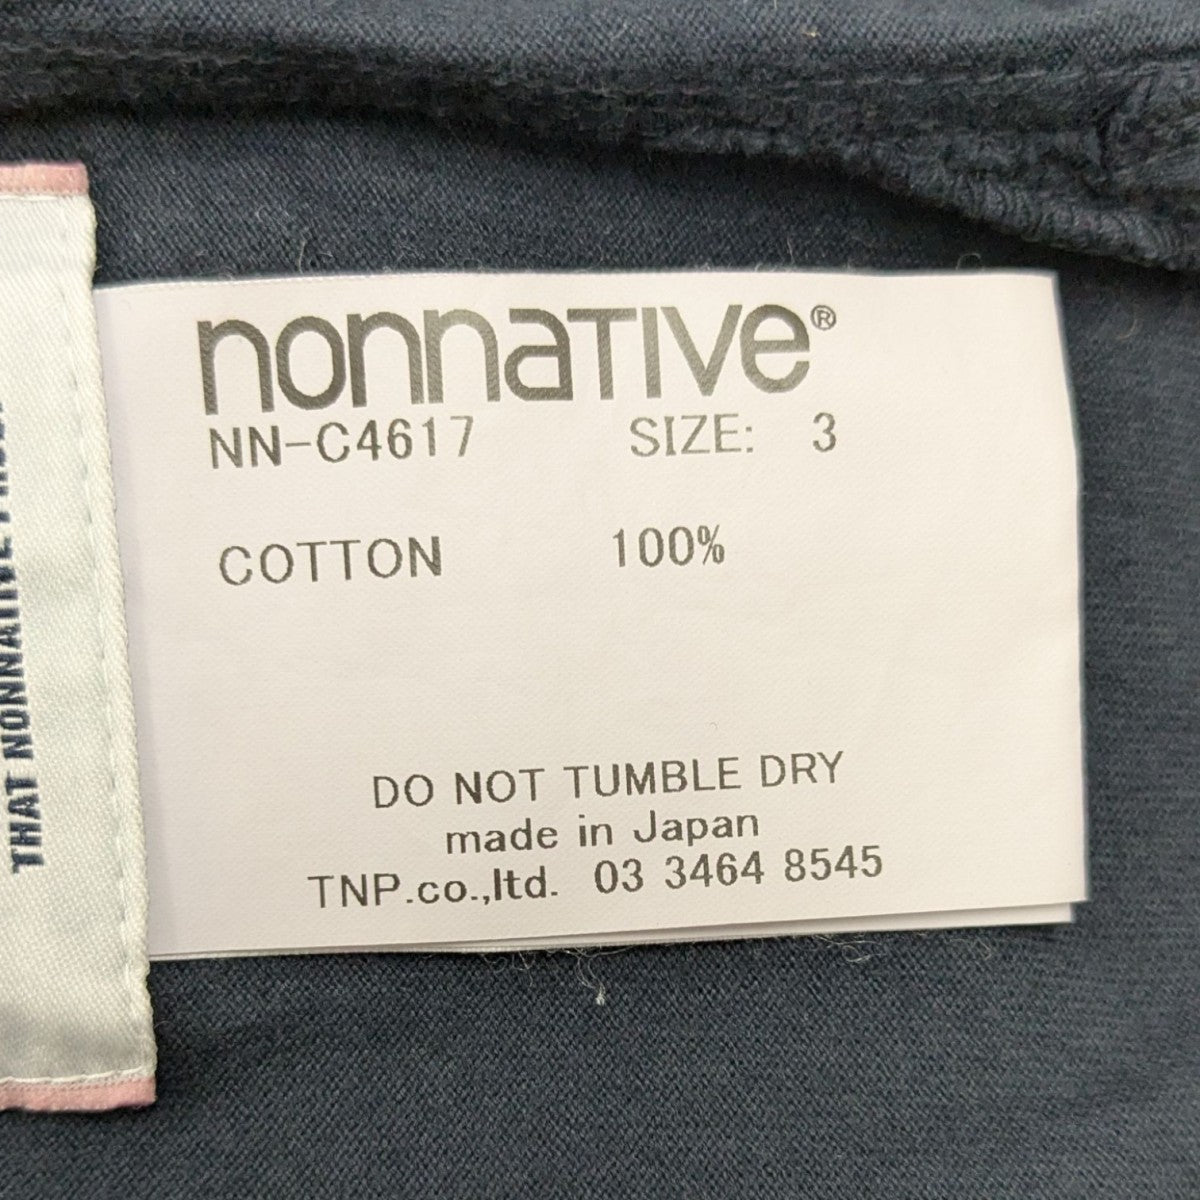 nonnative®
NN-C4617 SIZE: 3
COTTON 100%
DO NOT TUMBLE DRY
made in Japan
TNP.co.,ltd. 03 3464 8545
THAT NONNATIVE